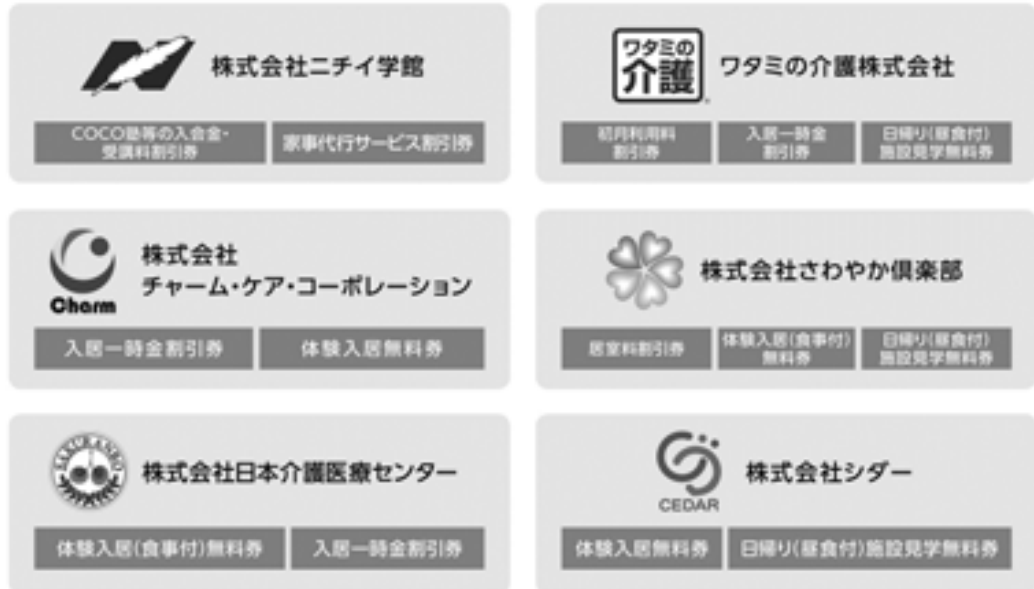 株式会社ニチイ学館
COCO塾等の入会金・
受講料割引券
家事代行サービス割引券
ワタミの
介護
ワタミの介護株式会社
初月利用料
割引券
入居一時金
割引券
日帰り(昼食付)
施設見学無料券
Charm
株式会社
チャーム・ケア・コーポレーション
入居一時金割引券
体験入居無料券
株式会社さわやか倶楽部
居室料割引券
体験入居(食事付)
無料券
日帰り(昼食付)
施設見学無料券
SAKURANBO
株式会社日本介護医療センター
体験入居(食事付)無料券
入居一時金割引券
CEDAR
株式会社シダー
体験入居無料券
日帰り(昼食付)施設見学無料券